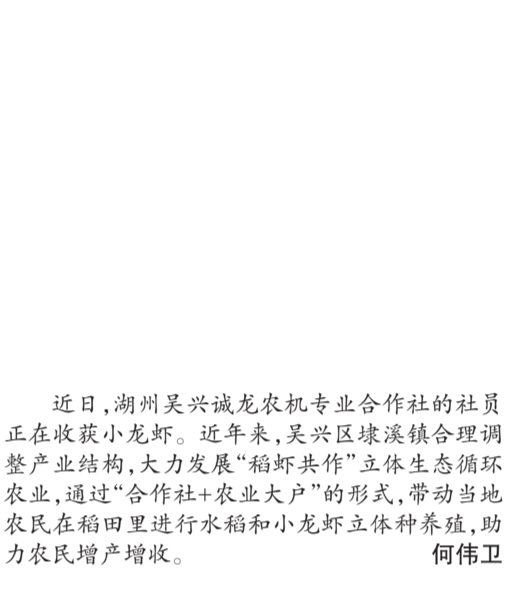 近日,湖州吴兴诚龙农机专业合作社的社员
正在收获小龙虾。近年来,吴兴区埭溪镇合理调
整产业结构,大力发展“稻虾共作”立体生态循环
农业,通过“合作社+农业大户”的形式,带动当地
农民在稻田里进行水稻和小龙虾立体种养殖,助
力农民增产增收。 何伟卫